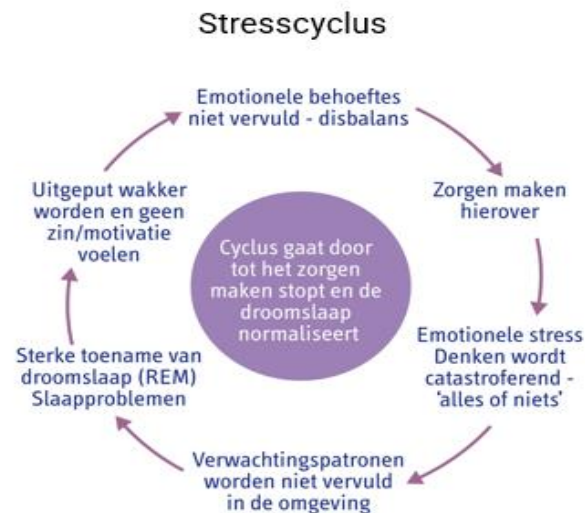 Stresscyclus
Emotionele behoeftes
niet vervuld - disbalans
Zorgen maken
hierover
Emotionele stress
Denken wordt
catastroferend -
‘alles of niets’
Verwachtingspatronen
worden niet vervuld
in de omgeving
Sterke toename van
droomslaap (REM)
Slaapproblemen
Uitgeput wakker
worden en geen
zin/motivatie
voelen
Cyclus gaat door
tot het zorgen
maken stopt en de
droomslaap
normaliseert